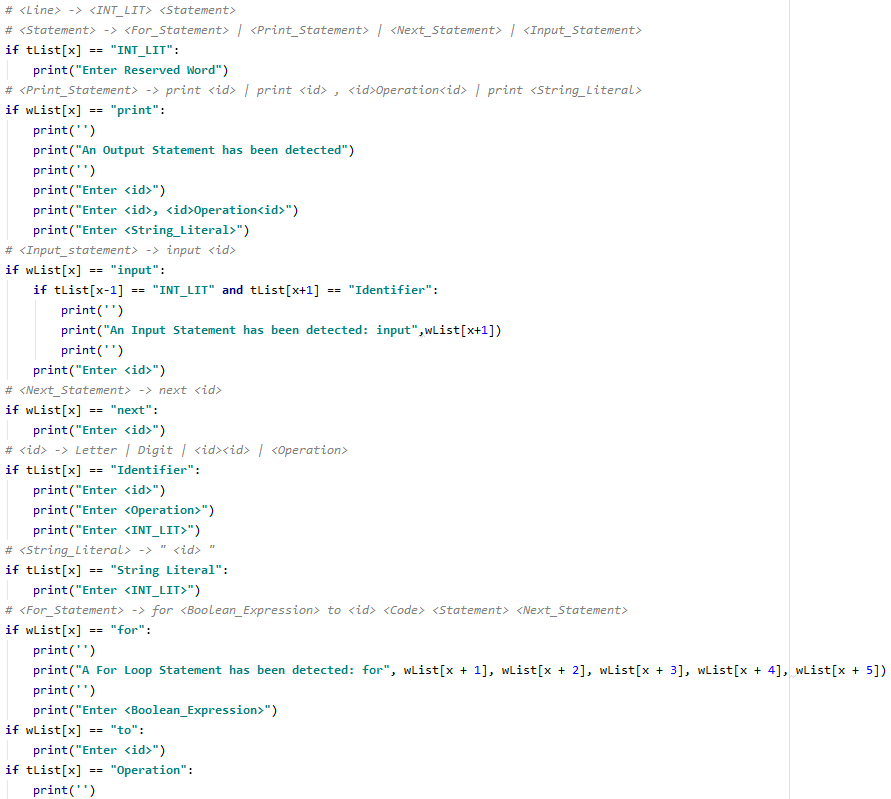 # <Line> -> <INT_LIT> <Statement>
# <Statement> -> <For_Statement> | <Print_Statement> | <Next_Statement> | <Input_Statement>
if tList[x] == "INT_LIT":
    print("Enter Reserved Word")
# <Print_Statement> -> print <id> | print <id> , <id>Operation<id> | print <String_Literal>
if wList[x] == "print":
    print('')
    print("An Output Statement has been detected")
    print('')
    print("Enter <id>")
    print("Enter <id>, <id>Operation<id>")
    print("Enter <String_Literal>")
# <Input_statement> -> input <id>
if wList[x] == "input":
    if tList[x-1] == "INT_LIT" and tList[x+1] == "Identifier":
        print('')
        print("An Input Statement has been detected: input",wList[x+1])
        print('')
    print("Enter <id>")
# <Next_Statement> -> next <id>
if wList[x] == "next":
    print("Enter <id>")
# <id> -> Letter | Digit | <id><id> | <Operation>
if tList[x] == "Identifier":
    print("Enter <id>")
    print("Enter <Operation>")
    print("Enter <INT_LIT>")
# <String_Literal> -> " <id> "
if tList[x] == "String Literal":
    print("Enter <INT_LIT>")
# <For_Statement> -> for <Boolean_Expression> to <id> <Code> <Statement> <Next_Statement>
if wList[x] == "for":
    print('')
    print("A For Loop Statement has been detected: for", wList[x + 1], wList[x + 2], wList[x + 3], wList[x + 4], wList[x + 5])
    print('')
    print("Enter <Boolean_Expression>")
if wList[x] == "to":
    print("Enter <id>")
if tList[x] == "Operation":
    print('')